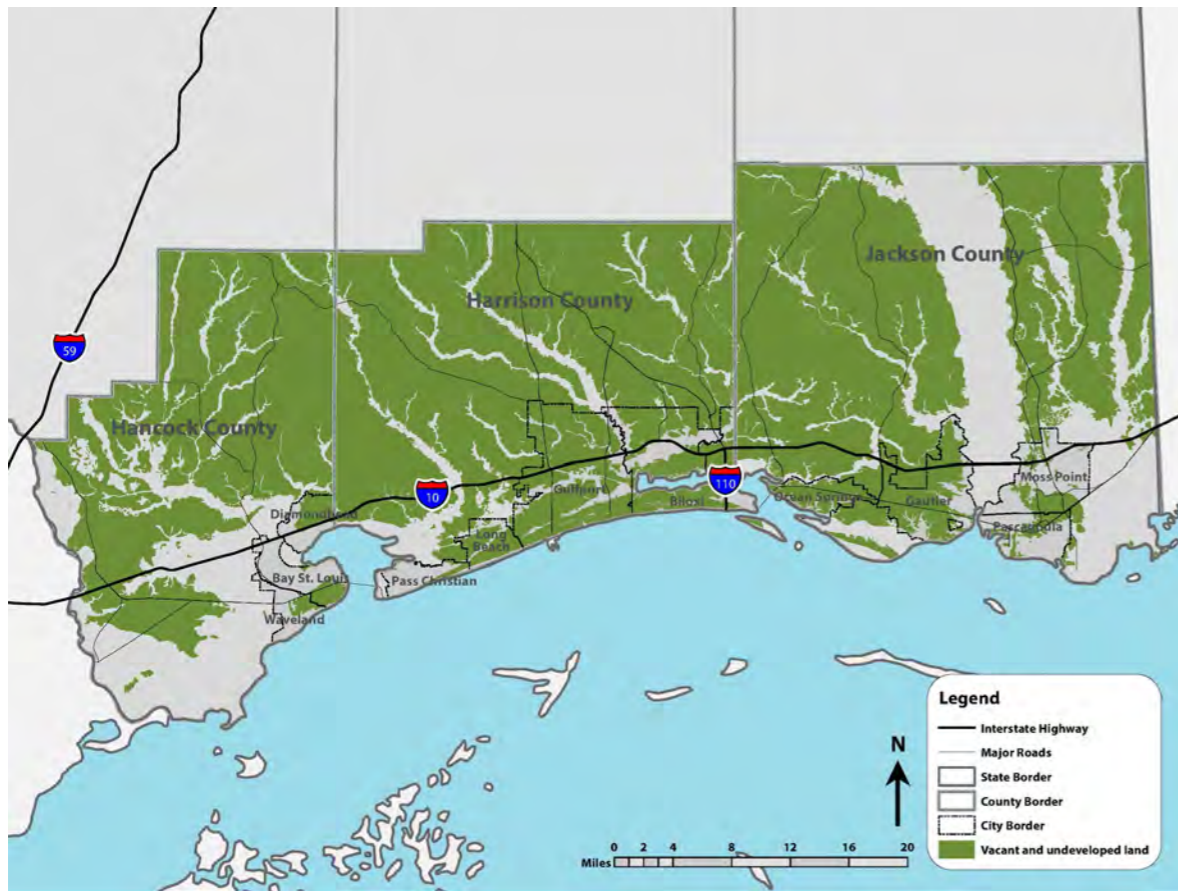 Jackson County
Harrison County
59
Hancock County
Moss Point
10
110
Gulfport
Biloxi
Ocean Springs
Gautier
Diamondhead
Pascagoula
Long
Beach
Bay St. Louis
Pass Christian
Waveland
Legend
Interstate Highway
Major Roads
State Border
County Border
City Border
Vacant and undeveloped land
N
Miles 0 2 4 8 12 16 20